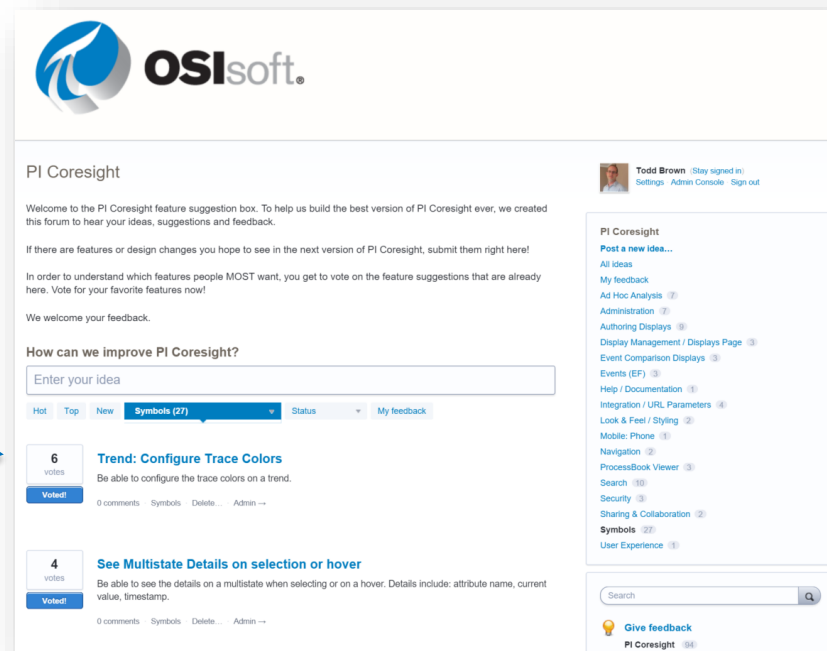 OSIsoft®
PI Coresight
Welcome to the PI Coresight feature suggestion box. To help us build the best version of PI Coresight ever, we created
this forum to hear your ideas, suggestions and feedback.
If there are features or design changes you hope to see in the next version of PI Coresight, submit them right here!
In order to understand which features people MOST want, you get to vote on the feature suggestions that are already
here. Vote for your favorite features now!
We welcome your feedback.
How can we improve PI Coresight?
Enter your idea
Hot Top New Symbols (27) Status My feedback
6
votes
Voted!
Trend: Configure Trace Colors
Be able to configure the trace colors on a trend.
0 comments · Symbols · Delete... · Admin →
4
votes
Voted!
See Multistate Details on selection or hover
Be able to see the details on a multistate when selecting or on a hover. Details include: attribute name, current
value, timestamp.
0 comments · Symbols · Delete... · Admin →
Todd Brown (Stay signed in)
Settings Admin Console Sign out
PI Coresight
Post a new idea...
All ideas
My feedback
Ad Hoc Analysis 7
Administration 7
Authoring Displays 9
Display Management / Displays Page 3
Event Comparison Displays 3
Events (EF) 3
Help / Documentation 1
Integration / URL Parameters 4
Look & Feel / Styling 2
Mobile: Phone 1
Navigation 2
ProcessBook Viewer 3
Search 10
Security 3
Sharing & Collaboration 2
Symbols 27
User Experience 1
Search
Give feedback
PI Coresight 94